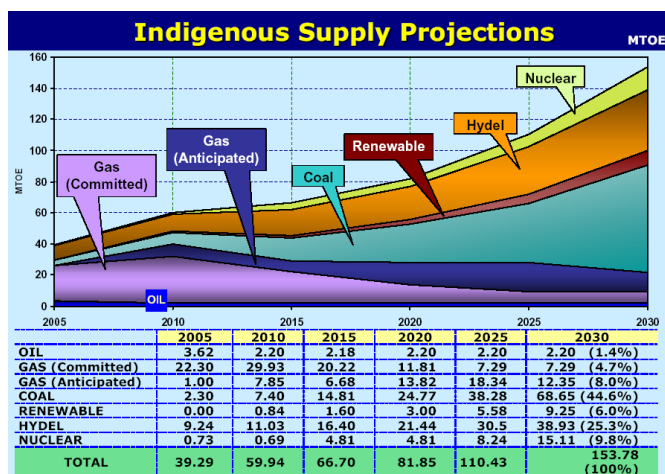 Indigenous Supply Projections
MTOE
160
140
120
100
80
60
40
20
0
MTOE
Nuclear
Hydel
Renewable
Gas
(Anticipated)
Coal
Gas
(Committed)
OIL
2005 2010 2015 2020 2025 2030
2005 2010 2015 2020 2025 2030
OIL 3.62 2.20 2.18 2.20 2.20 2.20 (1.4%)
GAS (Committed) 22.30 29.93 20.22 11.81 7.29 7.29 (4.7%)
GAS (Anticipated) 1.00 7.85 6.68 13.82 18.34 12.35 (8.0%)
COAL 2.30 7.40 14.81 24.77 38.28 68.65 (44.6%)
RENEWABLE 0.00 0.84 1.60 3.00 5.58 9.25 (6.0%)
HYDEL 9.24 11.03 16.40 21.44 30.5 38.93 (25.3%)
NUCLEAR 0.73 0.69 4.81 4.81 8.24 15.11 (9.8%)
TOTAL 39.29 59.94 66.70 81.85 110.43 153.78
(100%)